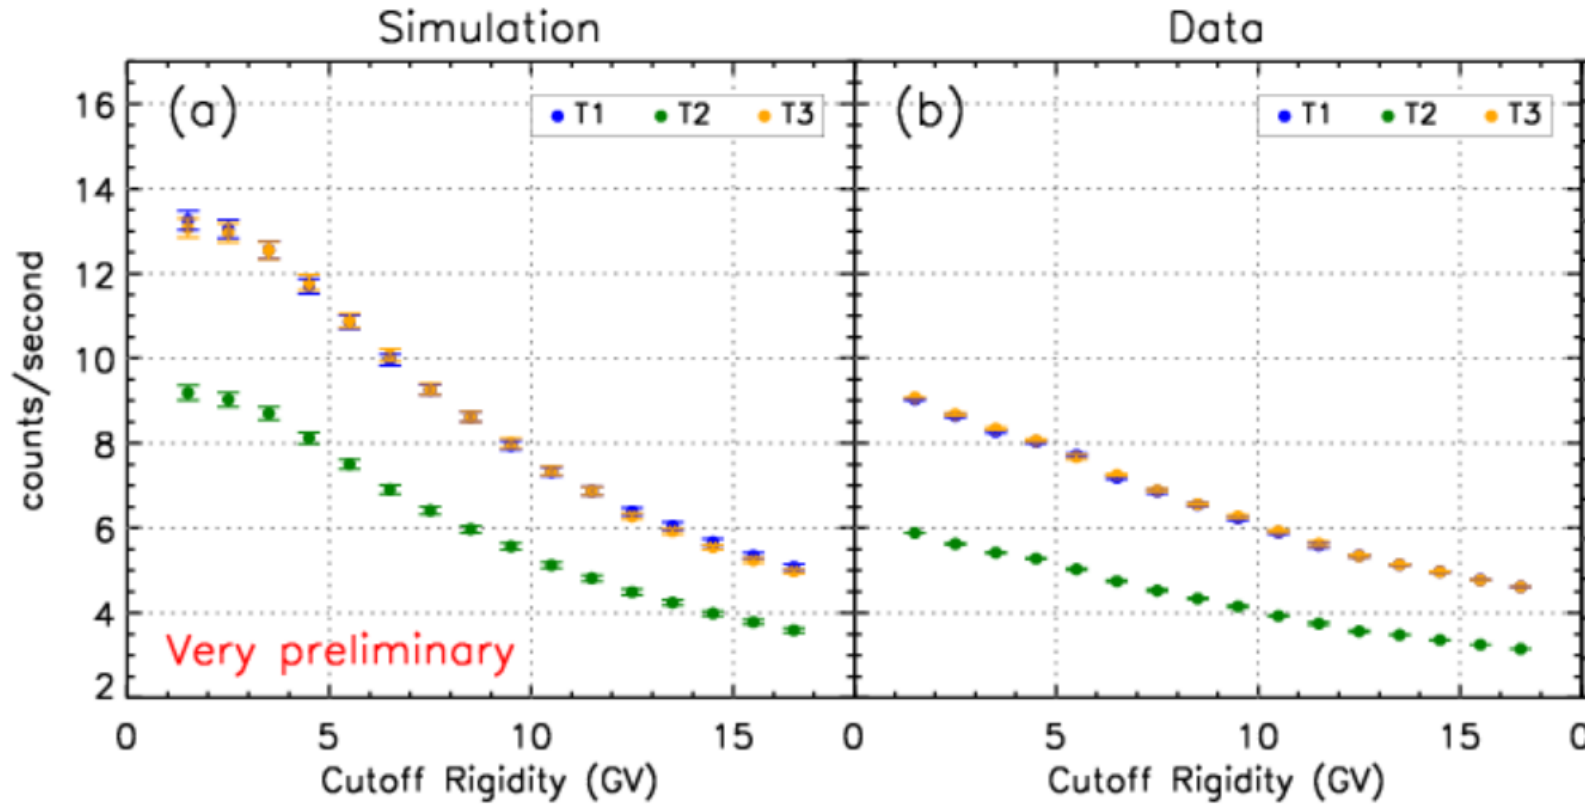 Simulation
Data
(a)
T1 T2 T3
(b)
T1 T2 T3
counts/second
16
14
12
10
8
6
4
2
Very preliminary
0 5 10 15 0 5 10 15 0
Cutoff Rigidity (GV)
Cutoff Rigidity (GV)